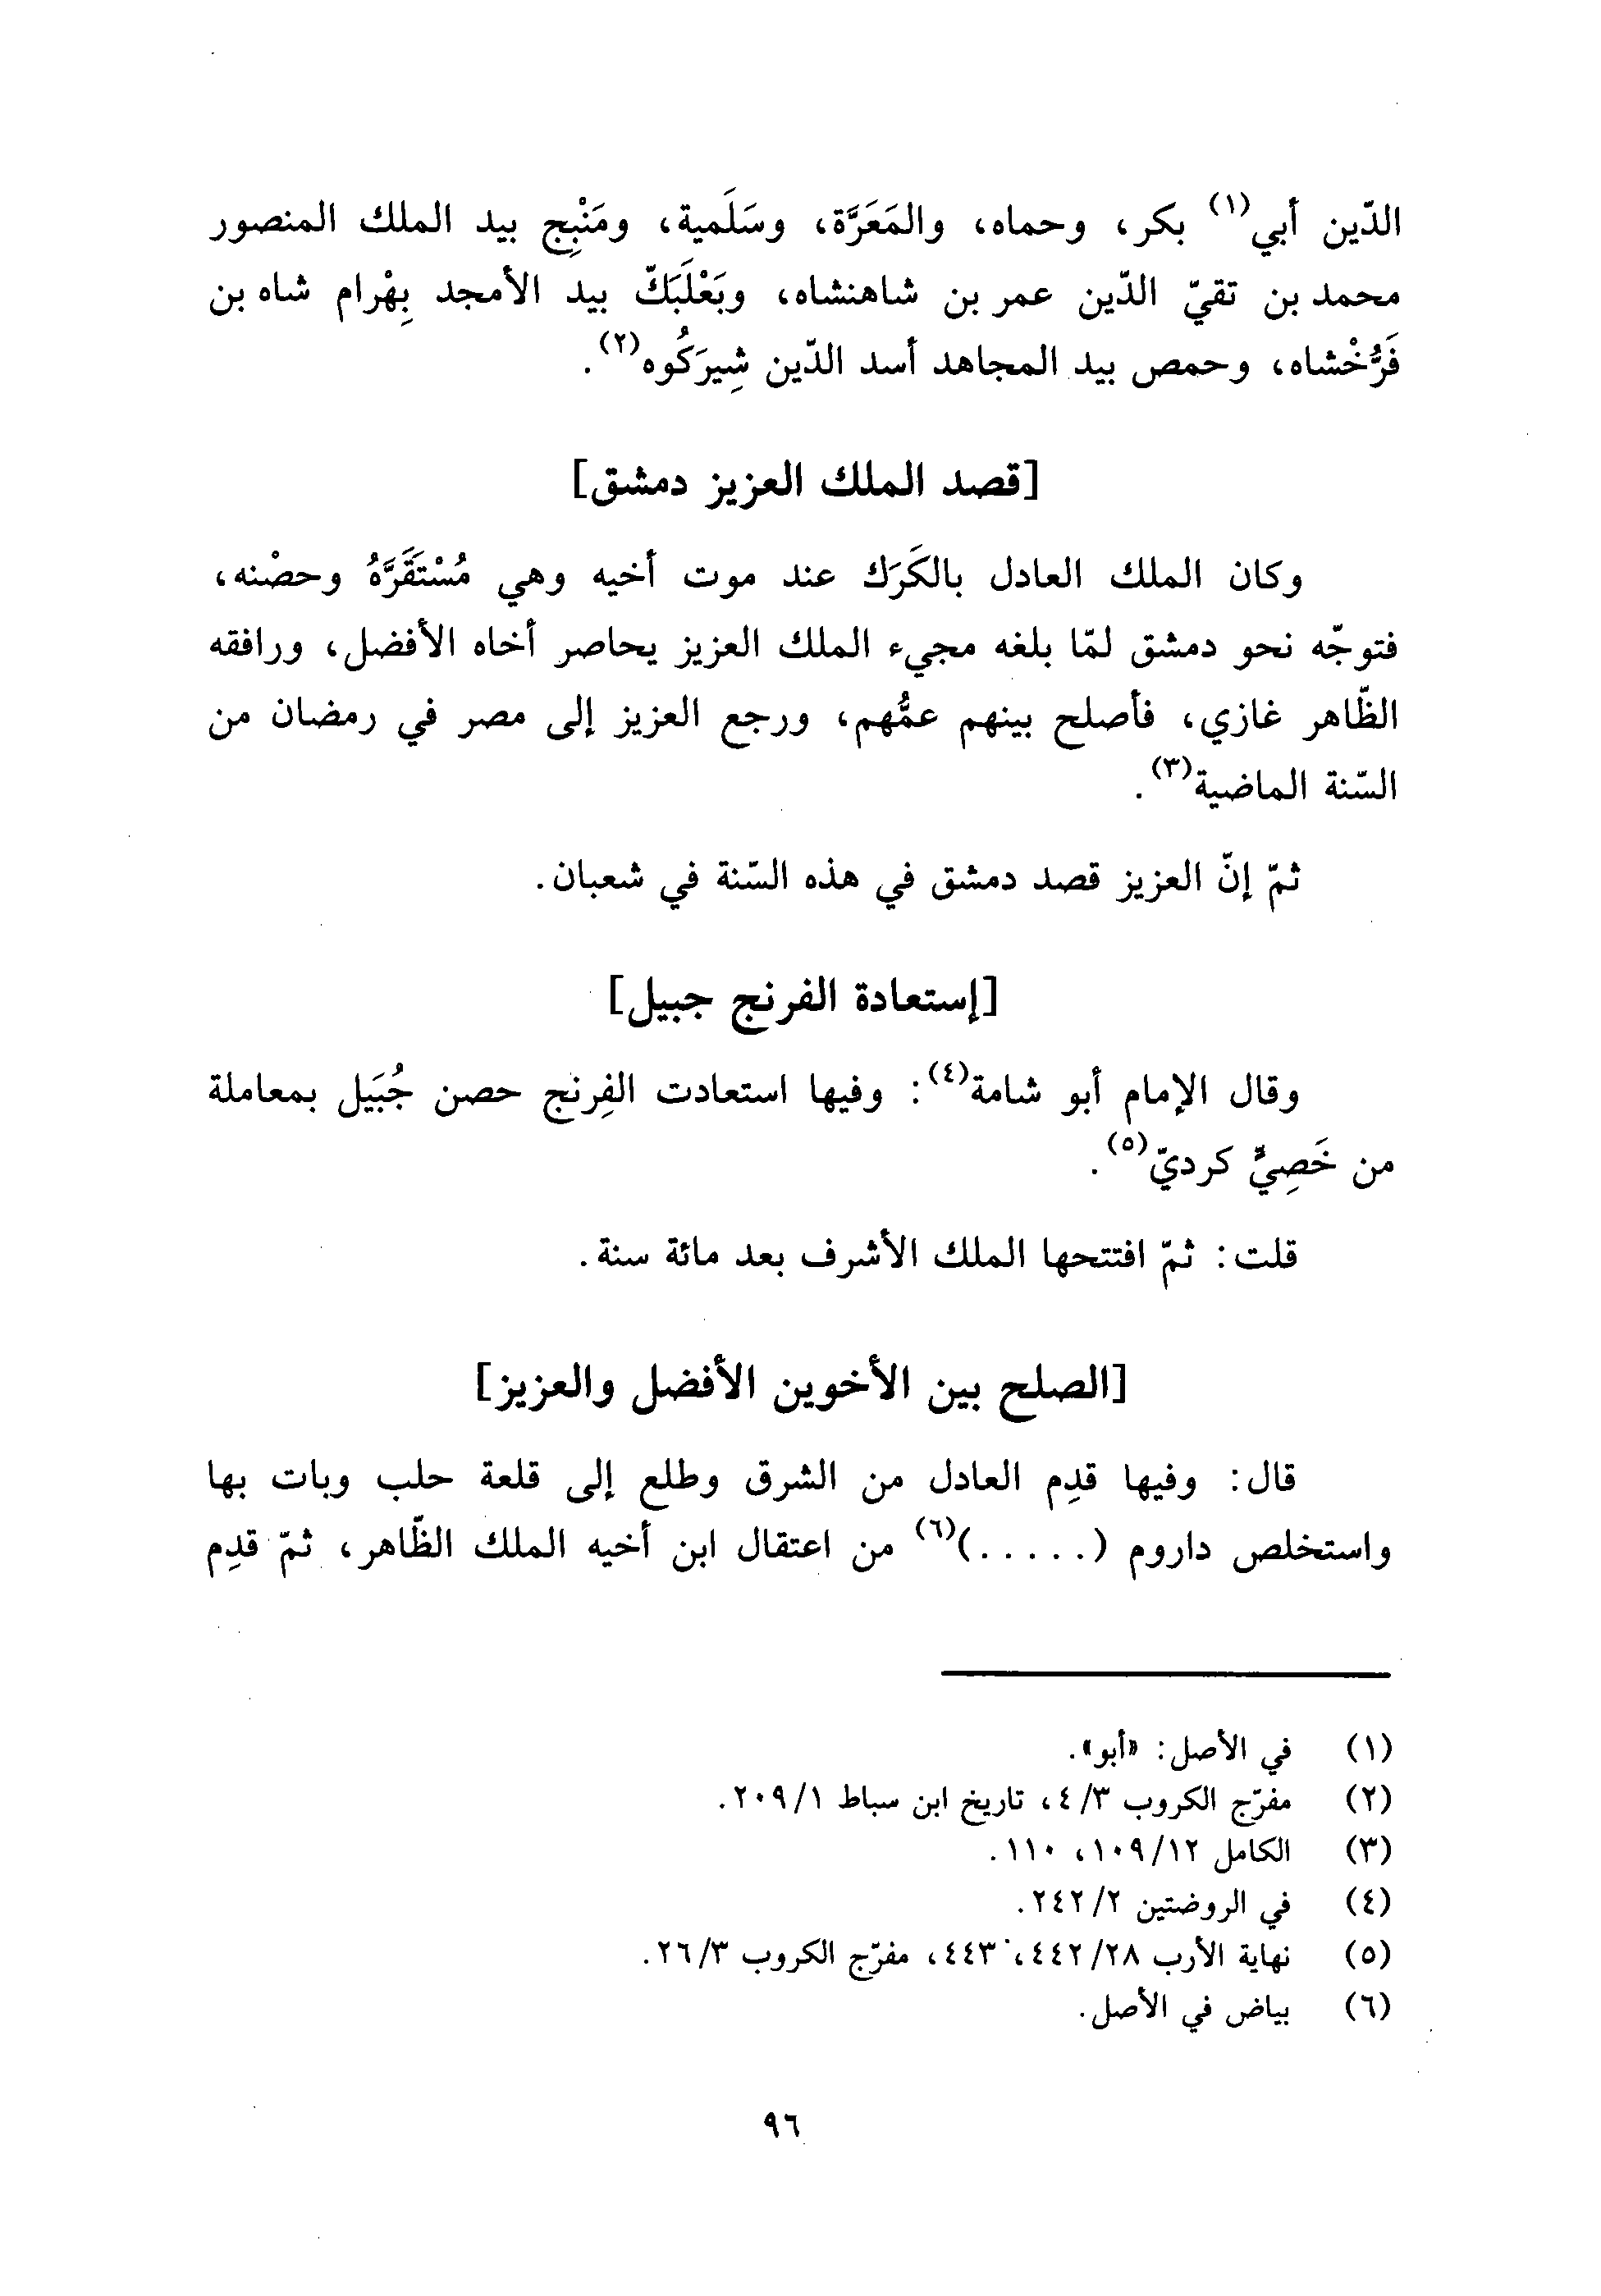 الدّين أبي(١) بكر، وحماه، والمَعَرَّة، وسَلَمية، ومَنْبِج بيد الملك المنصور
محمد بن تقيّ الدّين عمر بن شاهنشاه، وبَعْلَبَكّ بيد الأمجد بِهْرام شاه بن
فَرُّخْشاه، وحمص بيد المجاهد أسد الدّين شِيرَكُوه(٢).
[قصد الملك العزيز دمشق]
وكان الملك العادل بالكَرَك عند موت أخيه وهي مُسْتَقَرَّهُ وحصْنه،
فتوجّه نحو دمشق لمّا بلغه مجيء الملك العزيز يحاصر أخاه الأفضل، ورافقه
الظّاهر غازي، فأصلح بينهم عمُّهم، ورجع العزيز إلى مصر في رمضان من
السّنة الماضية(٣).
ثمّ إنّ العزيز قصد دمشق في هذه السّنة في شعبان.
[إستعادة الفرنج جبيل]
وقال الإمام أبو شامة(٤): وفيها استعادت الفِرنج حصن جُبَيل بمعاملة
من خَصِيٍّ كرديّ(٥).
قلت: ثمّ افتتحها الملك الأشرف بعد مائة سنة.
[الصلح بين الأخوين الأفضل والعزيز]
قال: وفيها قدِم العادل من الشرق وطلع إلى قلعة حلب وبات بها
واستخلص داروم (.....)(٦) من اعتقال ابن أخيه الملك الظّاهر، ثمّ قدِم
(١) في الأصل: «أبو».
(٢) مفرّج الكروب ٤/٣، تاريخ ابن سباط ٢٠٩/١.
(٣) الكامل ١٠٩/١٢، ١١٠.
(٤) في الروضتين ٢٤٢/٢.
(٥) نهاية الأرب ٤٤٢/٢٨، ٤٤٣، مفرّج الكروب ٢٦/٣.
(٦) بياض في الأصل.
٩٦